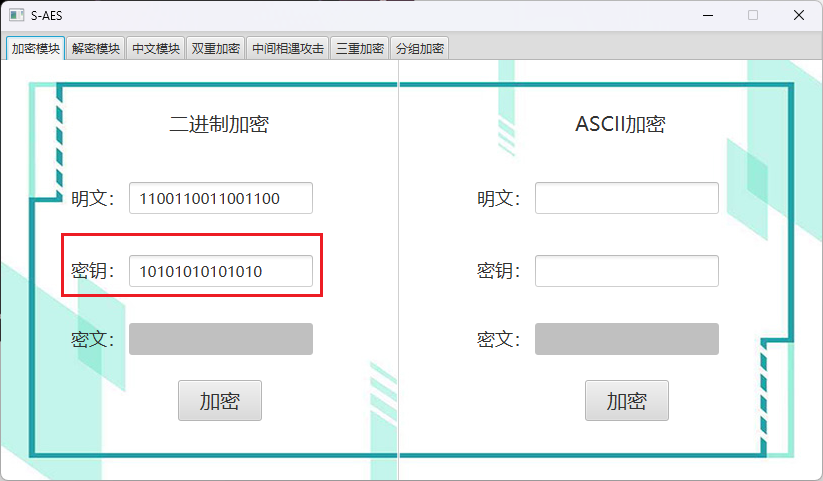 S-AES
加密模块 解密模块 中文模块 双重加密 中间相遇攻击 三重加密 分组加密
二进制加密
明文： 1100110011001100
密钥： 10101010101010
密文：
加密
ASCII加密
明文：
密钥：
密文：
加密